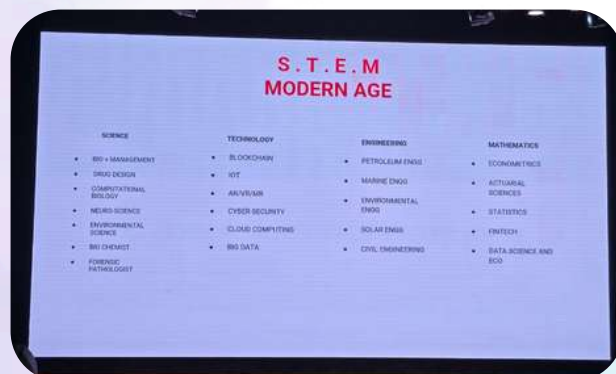 S.T.E.M
MODERN AGE
SCIENCE
BIO + MANAGEMENT
DRUG DESIGN
COMPUTATIONAL
BIOLOGY
NEURO SCIENCE
ENVIRONMENTAL
SCIENCE
BIO CHEMIST
FORENSIC
PATHOLOGIST
TECHNOLOGY
BLOCKCHAIN
IOT
AR/VR/MR
CYBER SECURITY
CLOUD COMPUTING
BIG DATA
ENGINEERING
PETROLEUM ENGG
MARINE ENGG
ENVIRONMENTAL
ENGG
SOLAR ENGG
CIVIL ENGINEERING
MATHEMATICS
ECONOMETRICS
ACTUARIAL
SCIENCES
STATISTICS
FINTECH
DATA SCIENCE AND
ECO